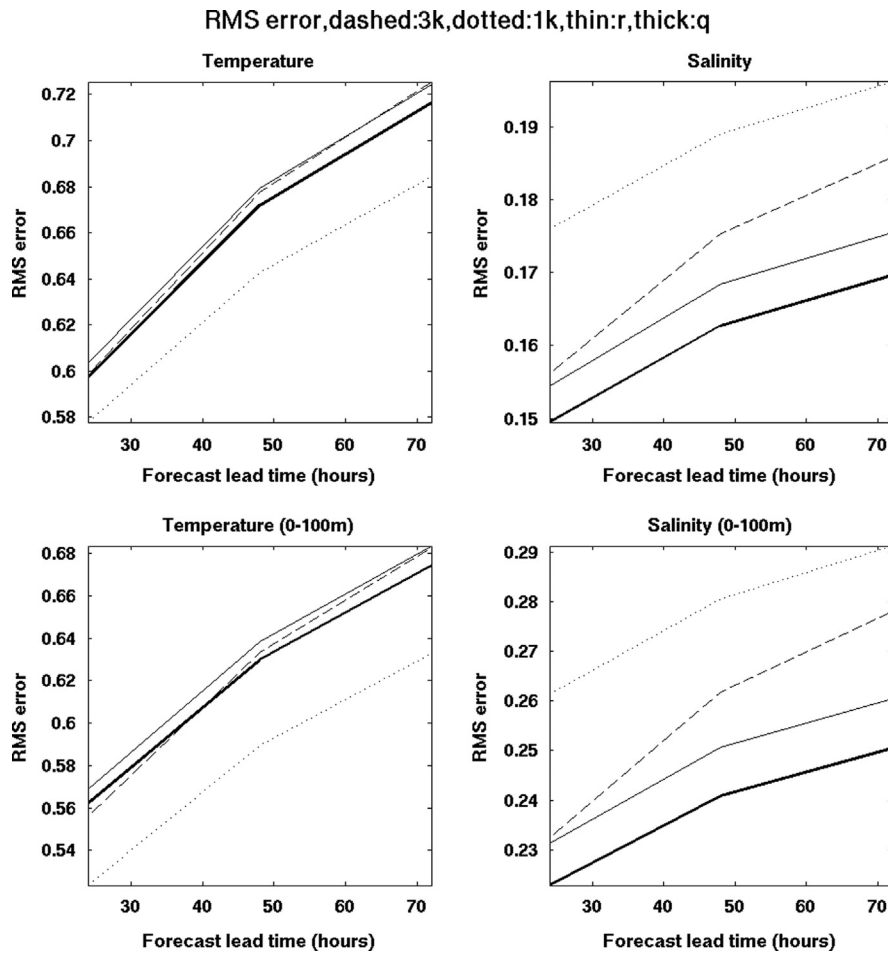 RMS error,dashed:3k,dotted:1k,thin:r,thick:q
Temperature
0.72
0.7
0.68
0.66
0.64
0.62
0.6
0.58
RMS error
30 40 50 60 70
Forecast lead time (hours)
Salinity
0.19
0.18
0.17
0.16
0.15
RMS error
30 40 50 60 70
Forecast lead time (hours)
Temperature (0-100m)
0.68
0.66
0.64
0.62
0.6
0.58
0.56
0.54
RMS error
30 40 50 60 70
Forecast lead time (hours)
Salinity (0-100m)
0.29
0.28
0.27
0.26
0.25
0.24
0.23
RMS error
30 40 50 60 70
Forecast lead time (hours)